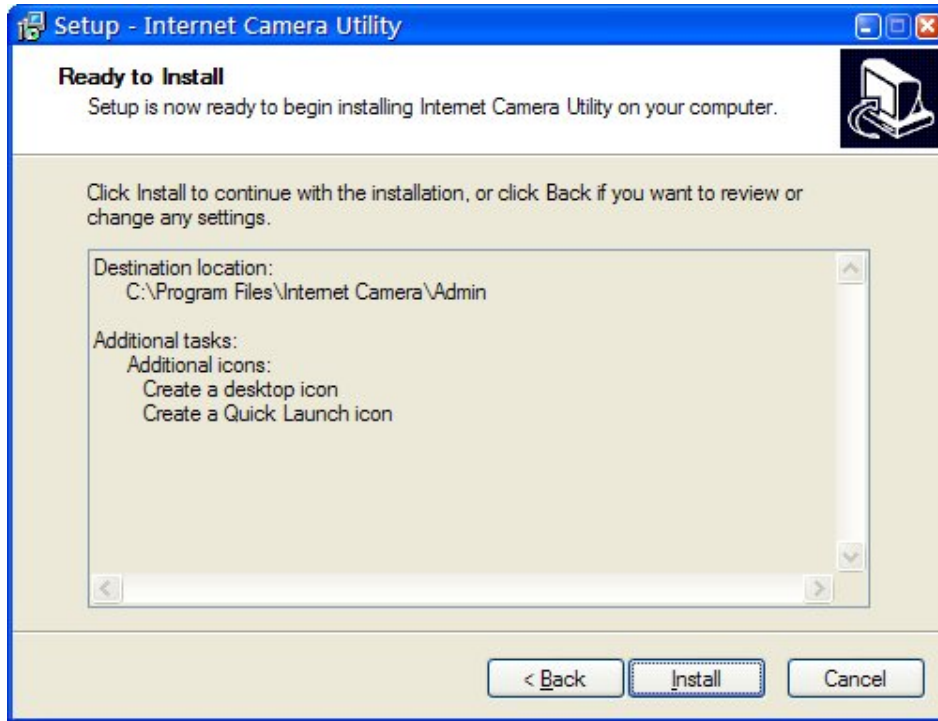 Setup - Internet Camera Utility
Ready to Install
Setup is now ready to begin installing Internet Camera Utility on your computer.
Click Install to continue with the installation, or click Back if you want to review or
change any settings.
Destination location:
C:\Program Files\Internet Camera\Admin
Additional tasks:
Additional icons:
Create a desktop icon
Create a Quick Launch icon
< Back
Install
Cancel